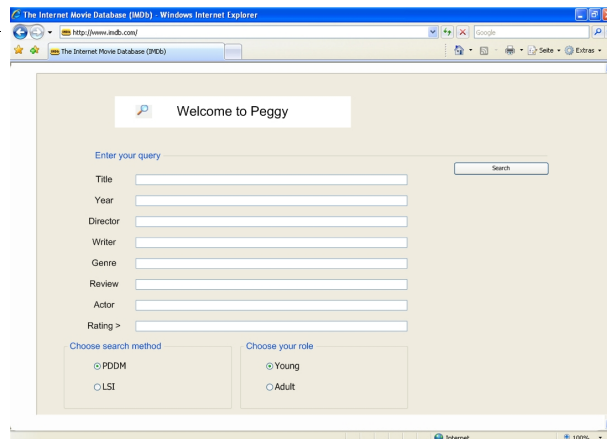 The Internet Movie Database (IMDb) - Windows Internet Explorer
http://www.imdb.com/
Google
The Internet Movie Database (IMDb)
Seite
Extras
Welcome to Peggy
Enter your query
Search
Title
Year
Director
Writer
Genre
Review
Actor
Rating >
Choose search method
Choose your role
PDDM
Young
LSI
Adult
Internet
100%